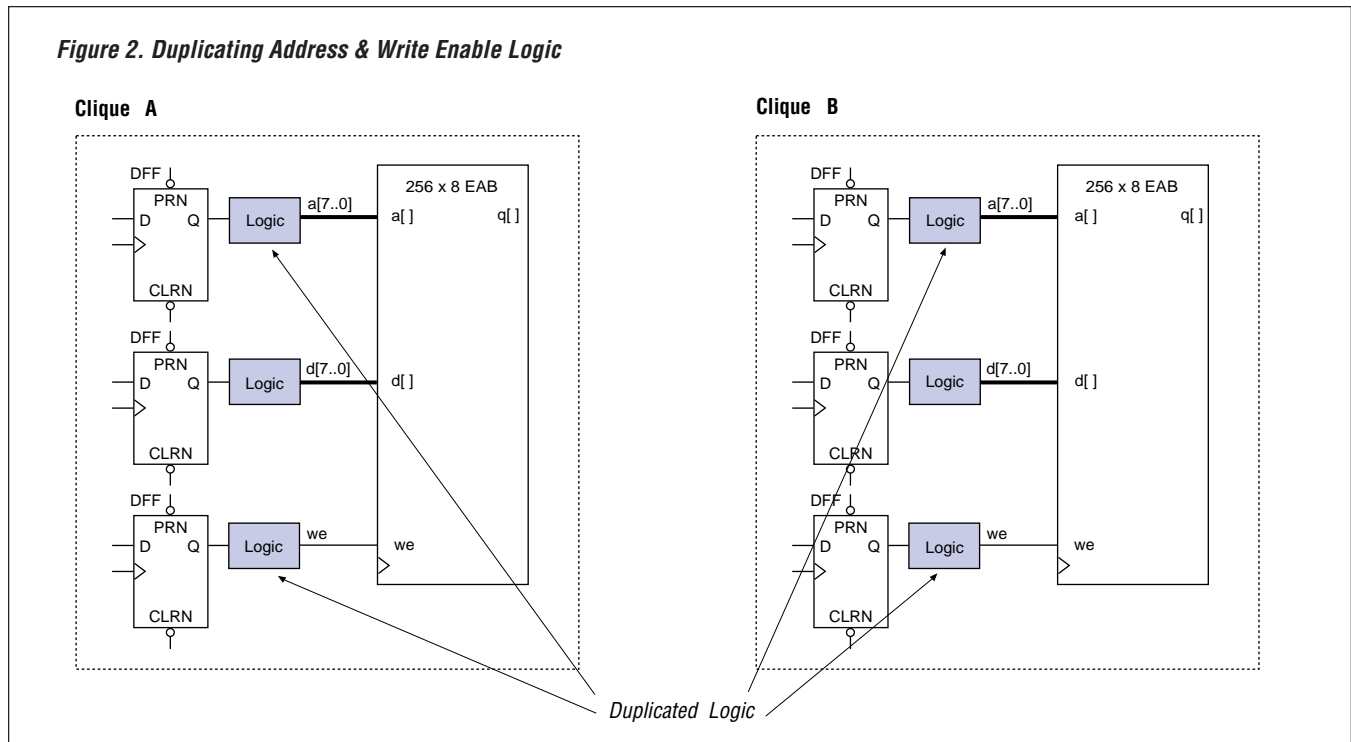 Figure 2. Duplicating Address & Write Enable Logic
Clique A
DFF
PRN
D Q
CLRN
Logic
a[7..0]
256 x 8 EAB
a[ ]
q[ ]
DFF
PRN
D Q
CLRN
Logic
d[7..0]
d[ ]
DFF
PRN
D Q
CLRN
Logic
we
we
Clique B
DFF
PRN
D Q
CLRN
Logic
a[7..0]
256 x 8 EAB
a[ ]
q[ ]
DFF
PRN
D Q
CLRN
Logic
d[7..0]
d[ ]
DFF
PRN
D Q
CLRN
Logic
we
we
Duplicated Logic